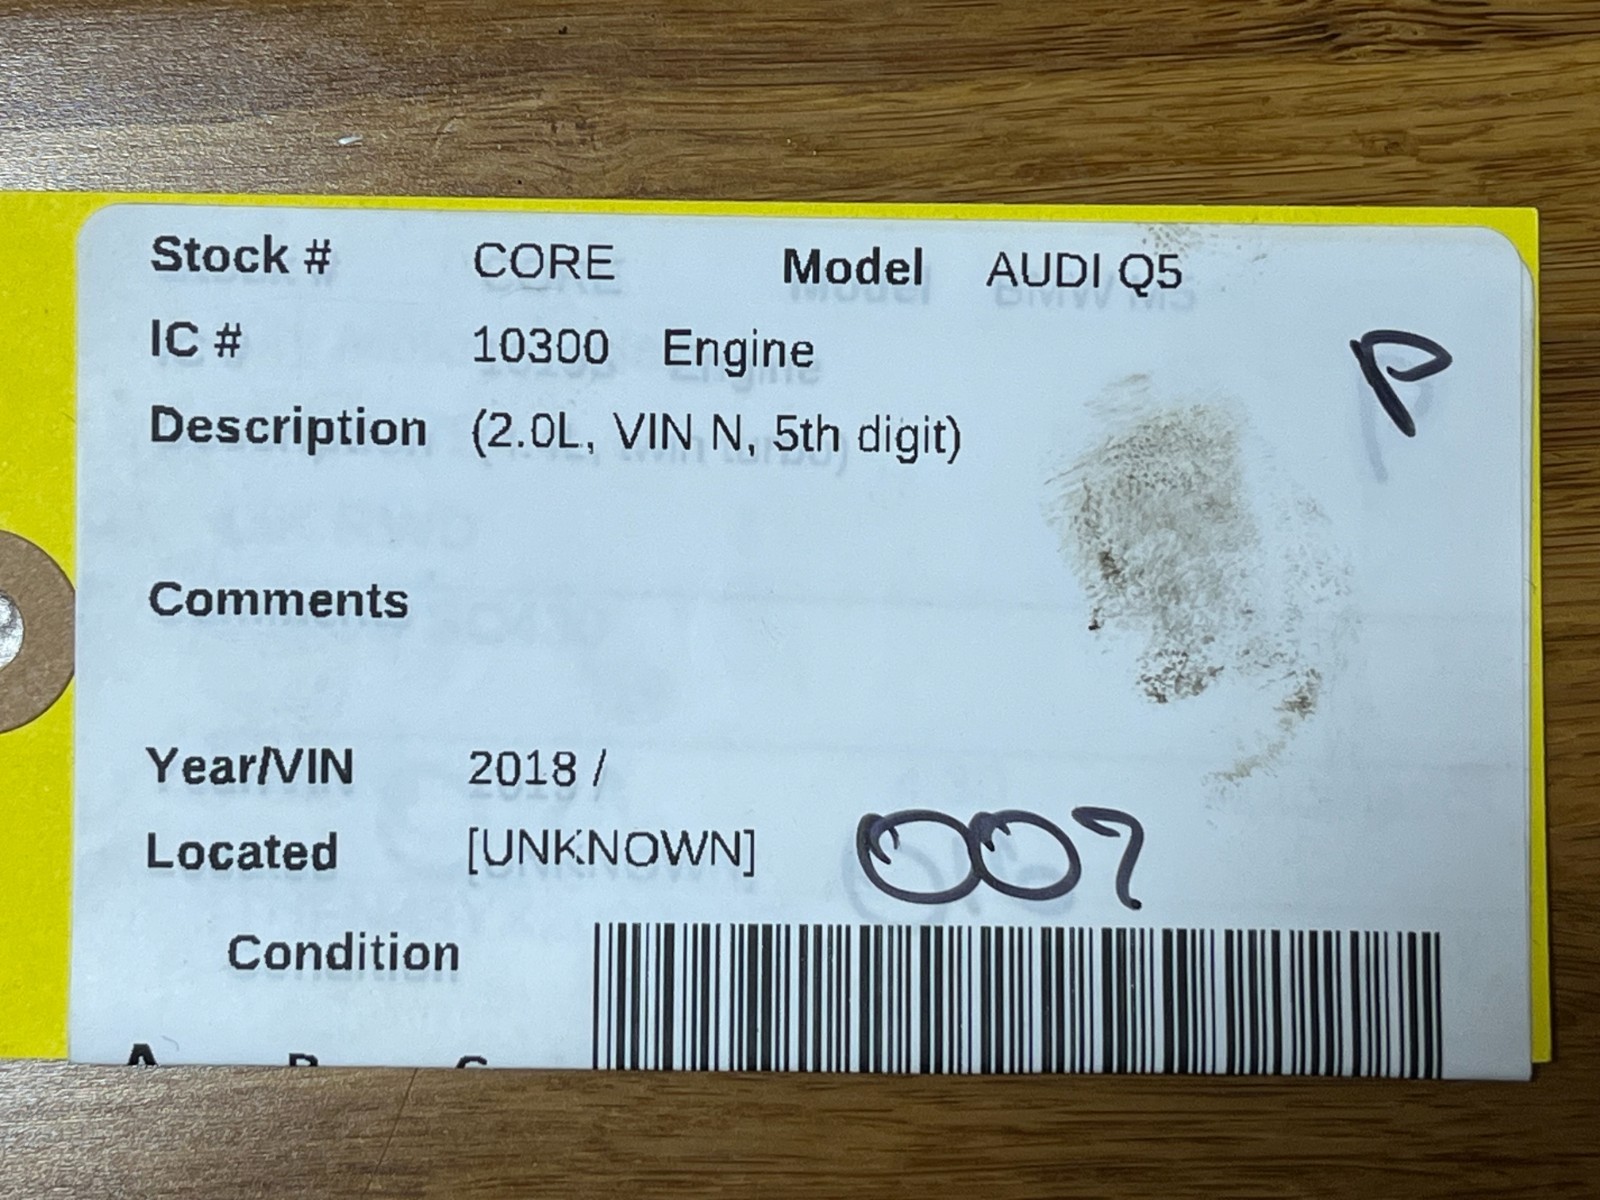 Stock # CORE Model AUDI Q5
IC # 10300 Engine
P
Description (2.0L, VIN N, 5th digit)
Comments
Year/VIN 2018 /
Located [UNKNOWN] 007
Condition
A B C